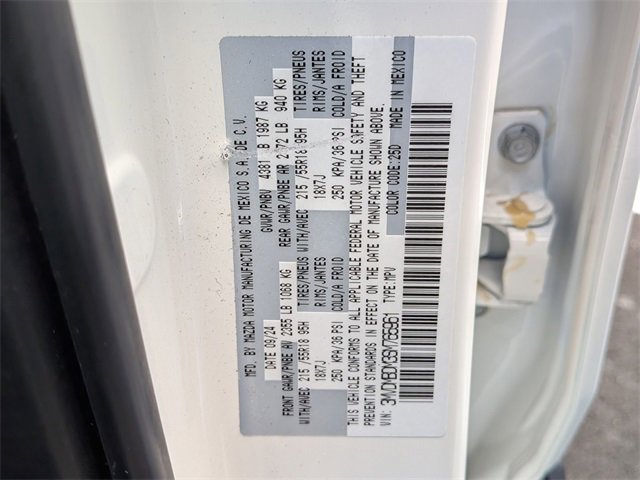 MFD. BY MAZDA MOTOR MANUFACTURING DE MEXICO S.A. DE C.V.
DATE 09/24 GVWR/PNBV 4381 LB 1987 KG
FRONT GAWR/PNBE AV 2355 LB 1068 KG REAR GAWR/PNBE AR 2072 LB 940 KG
WITH/AVEC 215 /55R18 95H TIRES/PNEUS WITH/AVEC 215 /55R18 95H TIRES/PNEUS
18X7J RIMS/JANTES 18X7J RIMS/JANTES
250 KPA/36 PSI COLD/A FROID 250 KPA/36 PSI COLD/A FROID
THIS VEHICLE CONFORMS TO ALL APPLICABLE FEDERAL MOTOR VEHICLE SAFETY AND THEFT
PREVENTION STANDARDS IN EFFECT ON THE DATE OF MANUFACTURE SHOWN ABOVE.
VIN: TYPE:MPV COLOR CODE:25D MADE IN MEXICO